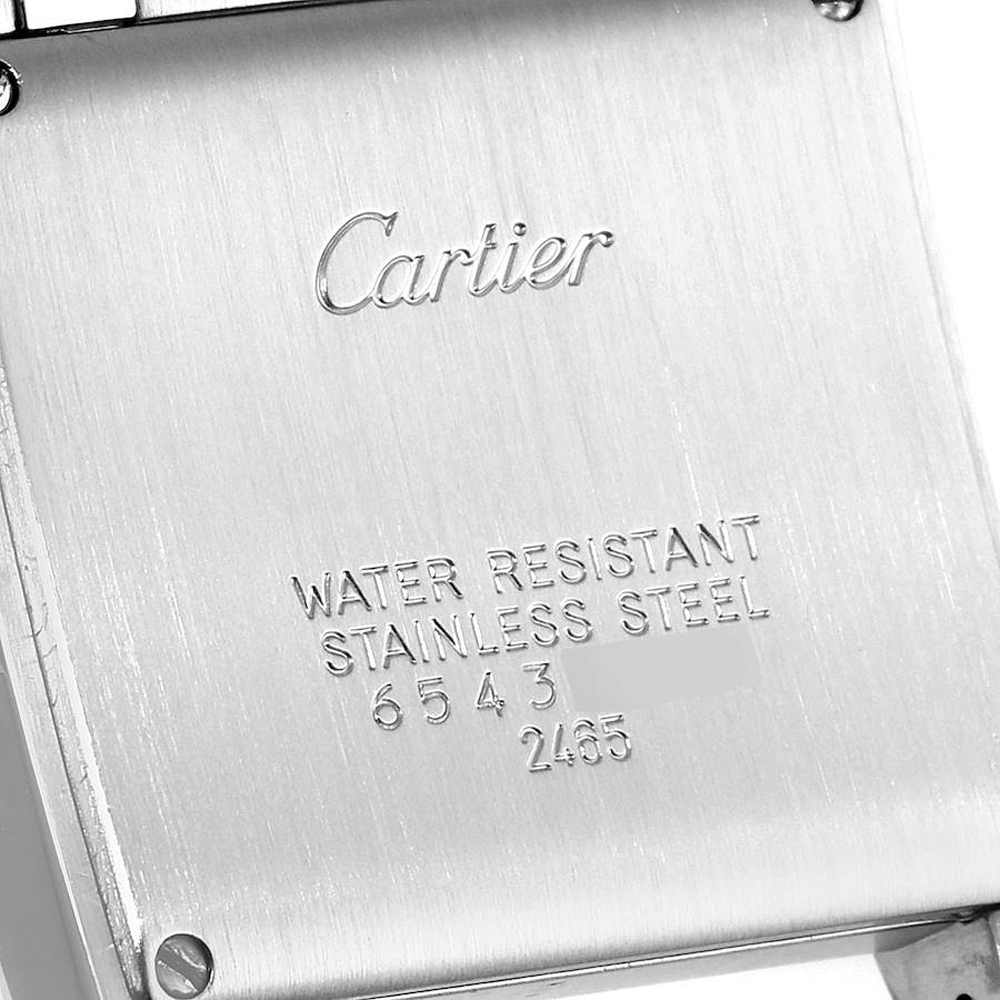 Cartier
WATER RESISTANT
STAINLESS STEEL
6543
2465